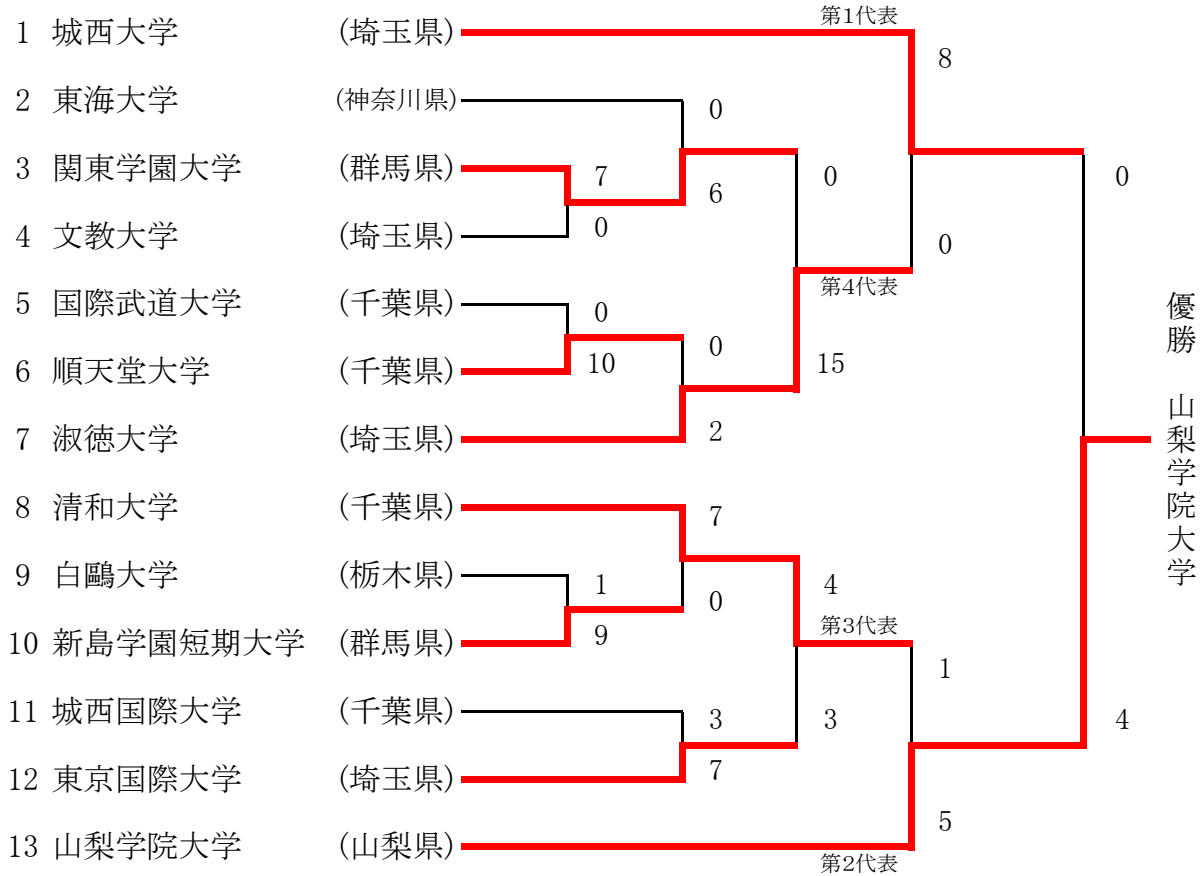 第1代表
1 城西大学 (埼玉県)
8
2 東海大学 (神奈川県)
0
3 関東学園大学 (群馬県)
7
0
6
0
4 文教大学 (埼玉県)
0
0
第4代表
5 国際武道大学 (千葉県)
0
0
6 順天堂大学 (千葉県)
10
15
7 淑徳大学 (埼玉県)
2
8 清和大学 (千葉県)
7
9 白鷗大学 (栃木県)
1
0
4
第3代表
10 新島学園短期大学 (群馬県)
9
1
11 城西国際大学 (千葉県)
3
3
4
12 東京国際大学 (埼玉県)
7
5
13 山梨学院大学 (山梨県)
第2代表
優勝 山梨学院大学